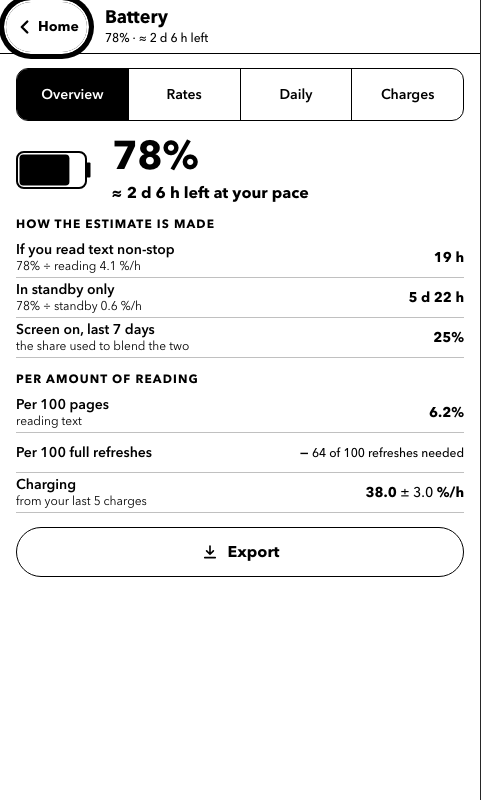 Home
Battery
78% · ≈ 2 d 6 h left
Overview
Rates
Daily
Charges
78%
≈ 2 d 6 h left at your pace
HOW THE ESTIMATE IS MADE
If you read text non-stop
78% ÷ reading 4.1 %/h
19 h
In standby only
78% ÷ standby 0.6 %/h
5 d 22 h
Screen on, last 7 days
the share used to blend the two
25%
PER AMOUNT OF READING
Per 100 pages
reading text
6.2%
Per 100 full refreshes
– 64 of 100 refreshes needed
Charging
from your last 5 charges
38.0 ± 3.0 %/h
Export